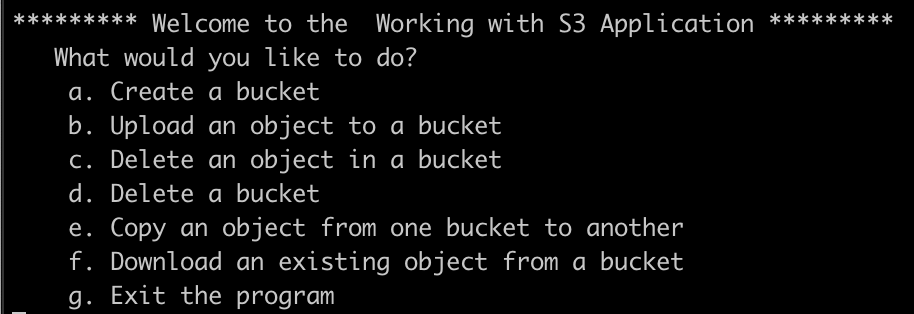 ********* Welcome to the  Working with S3 Application *********
What would you like to do?
a. Create a bucket
b. Upload an object to a bucket
c. Delete an object in a bucket
d. Delete a bucket
e. Copy an object from one bucket to another
f. Download an existing object from a bucket
g. Exit the program